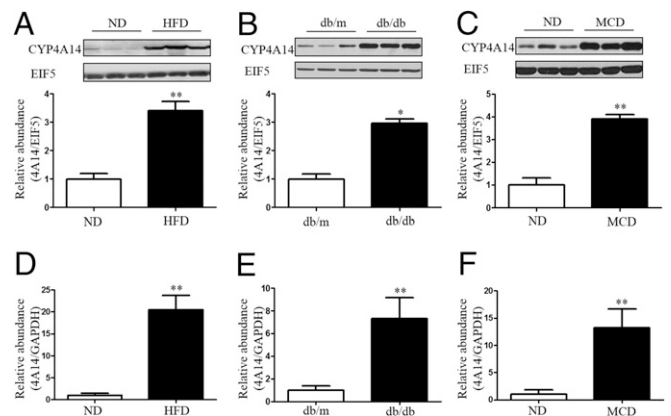 A
ND HFD
CYP4A14
EIF5
Relative abundance
(4A14/EIF5)
4
3
2
1
0
**
ND HFD
B
db/m db/db
CYP4A14
EIF5
Relative abundance
(4A14/EIF5)
4
3
2
1
0
*
db/m db/db
C
ND MCD
CYP4A14
EIF5
Relative abundance
(4A14/EIF5)
5
4
3
2
1
0
**
ND MCD
D
Relative abundance
(4A14/GAPDH)
25
20
15
10
5
0
**
ND HFD
E
Relative abundance
(4A14/GAPDH)
10
8
6
4
2
0
**
db/m db/db
F
Relative abundance
(4A14/GAPDH)
20
15
10
5
0
**
ND MCD